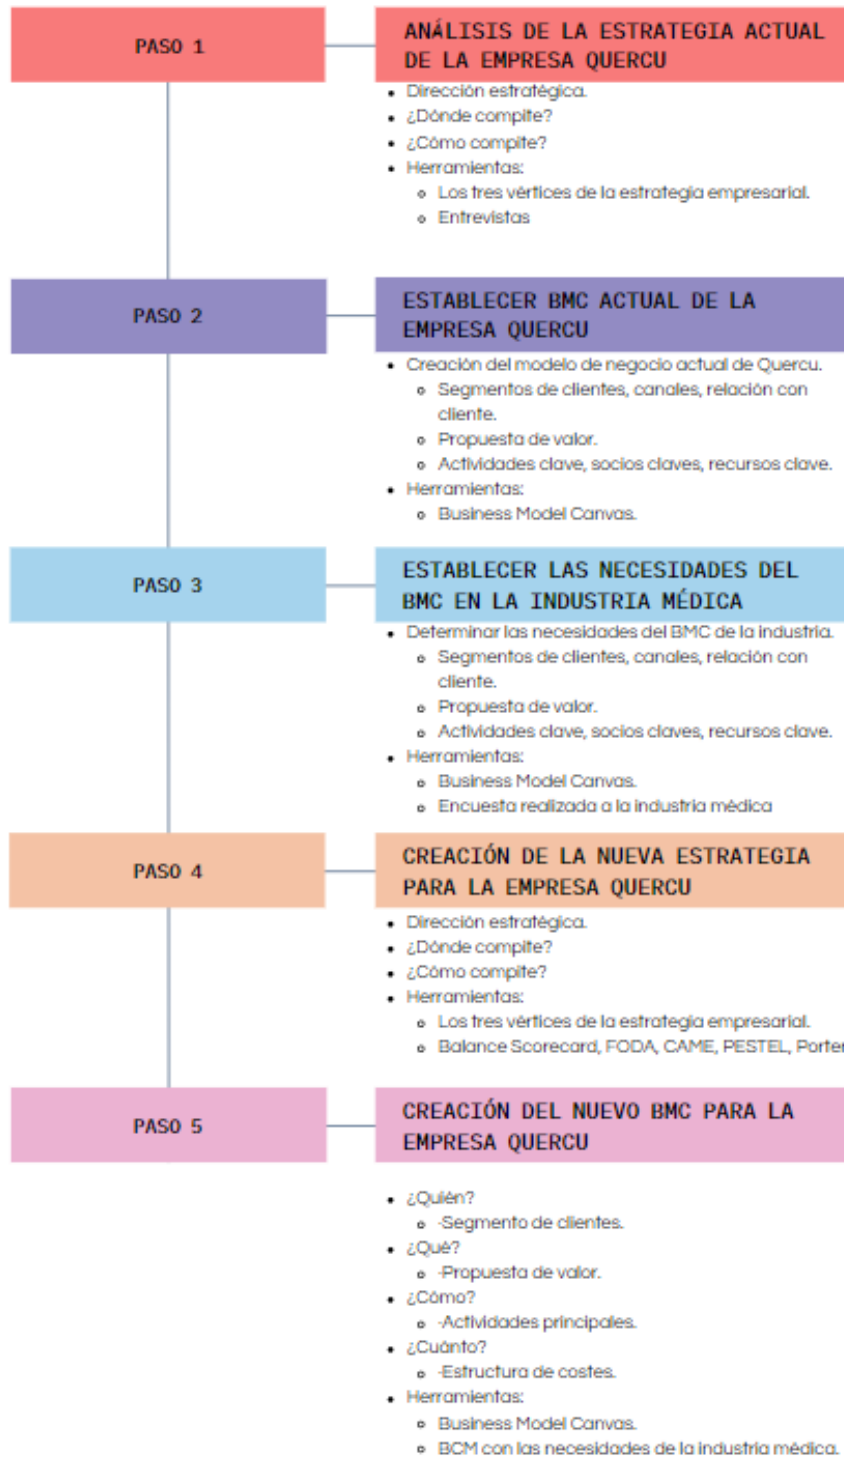 PASO 1
ANÁLISIS DE LA ESTRATEGIA ACTUAL
DE LA EMPRESA QUERCU
• Dirección estratégica.
• ¿Dónde compite?
• ¿Cómo compite?
• Herramientas:
o Los tres vértices de la estrategia empresarial.
o Entrevistas
PASO 2
ESTABLECER BMC ACTUAL DE LA
EMPRESA QUERCU
• Creación del modelo de negocio actual de Quercu.
o Segmentos de clientes, canales, relación con
cliente.
o Propuesta de valor.
o Actividades clave, socios claves, recursos clave.
• Herramientas:
o Business Model Canvas.
PASO 3
ESTABLECER LAS NECESIDADES DEL
BMC EN LA INDUSTRIA MÉDICA
• Determinar las necesidades del BMC de la industria.
o Segmentos de clientes, canales, relación con
cliente.
o Propuesta de valor.
o Actividades clave, socios claves, recursos clave.
• Herramientas:
o Business Model Canvas.
o Encuesta realizada a la industria médica
PASO 4
CREACIÓN DE LA NUEVA ESTRATEGIA
PARA LA EMPRESA QUERCU
• Dirección estratégica.
• ¿Dónde compite?
• ¿Cómo compite?
• Herramientas:
o Los tres vértices de la estrategia empresarial.
o Balance Scorecard, FODA, CAME, PESTEL, Porter
PASO 5
CREACIÓN DEL NUEVO BMC PARA LA
EMPRESA QUERCU
• ¿Quién?
o -Segmento de clientes.
• ¿Qué?
o -Propuesta de valor.
• ¿Cómo?
o -Actividades principales.
• ¿Cuánto?
o -Estructura de costes.
• Herramientas:
o Business Model Canvas.
o BCM con las necesidades de la industria médica.